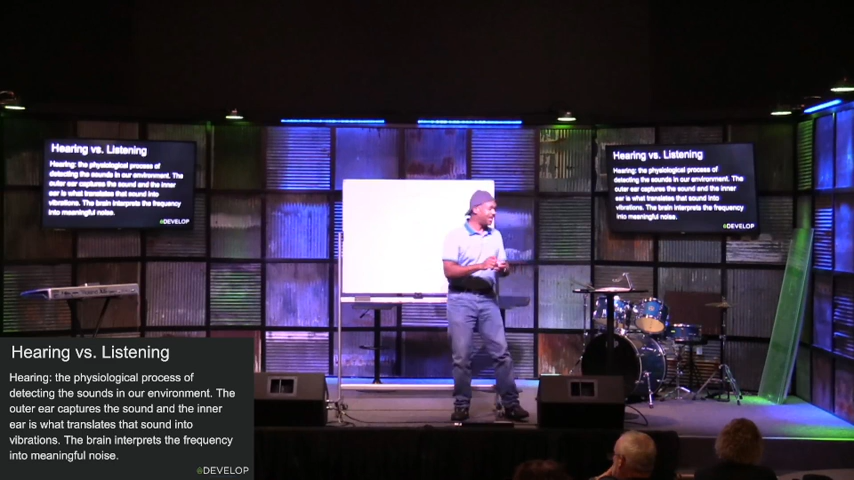 Hearing vs. Listening
Hearing: the physiological process of
detecting the sounds in our environment. The
outer ear captures the sound and the inner
ear is what translates that sound into
vibrations. The brain interprets the frequency
into meaningful noise.
DEVELOP
Hearing vs. Listening
Hearing: the physiological process of
detecting the sounds in our environment. The
outer ear captures the sound and the inner
ear is what translates that sound into
vibrations. The brain interprets the frequency
into meaningful noise.
DEVELOP
Hearing vs. Listening
Hearing: the physiological process of
detecting the sounds in our environment. The
outer ear captures the sound and the inner
ear is what translates that sound into
vibrations. The brain interprets the frequency
into meaningful noise.
DEVELOP